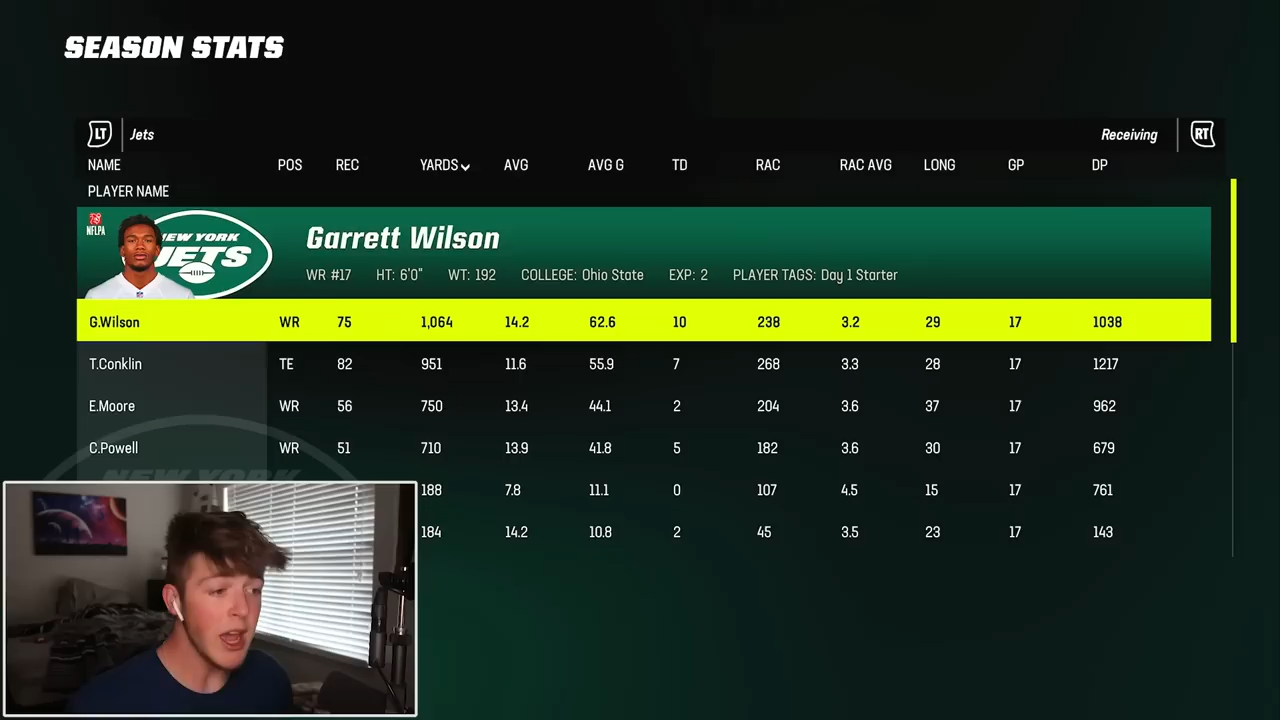 SEASON STATS
LT Jets Receiving RT
NAME POS REC YARDS AVG AVG G TD RAC RAC AVG LONG GP DP
PLAYER NAME
NFLPA
NEW YORK
JETS
Garrett Wilson
WR #17 HT: 6'0" WT: 192 COLLEGE: Ohio State EXP: 2 PLAYER TAGS: Day 1 Starter
G.Wilson WR 75 1,064 14.2 62.6 10 238 3.2 29 17 1038
T.Conklin TE 82 951 11.6 55.9 7 268 3.3 28 17 1217
E.Moore WR 56 750 13.4 44.1 2 204 3.6 37 17 962
C.Powell WR 51 710 13.9 41.8 5 182 3.6 30 17 679
NEW YORK
188 7.8 11.1 0 107 4.5 15 17 761
184 14.2 10.8 2 45 3.5 23 17 143